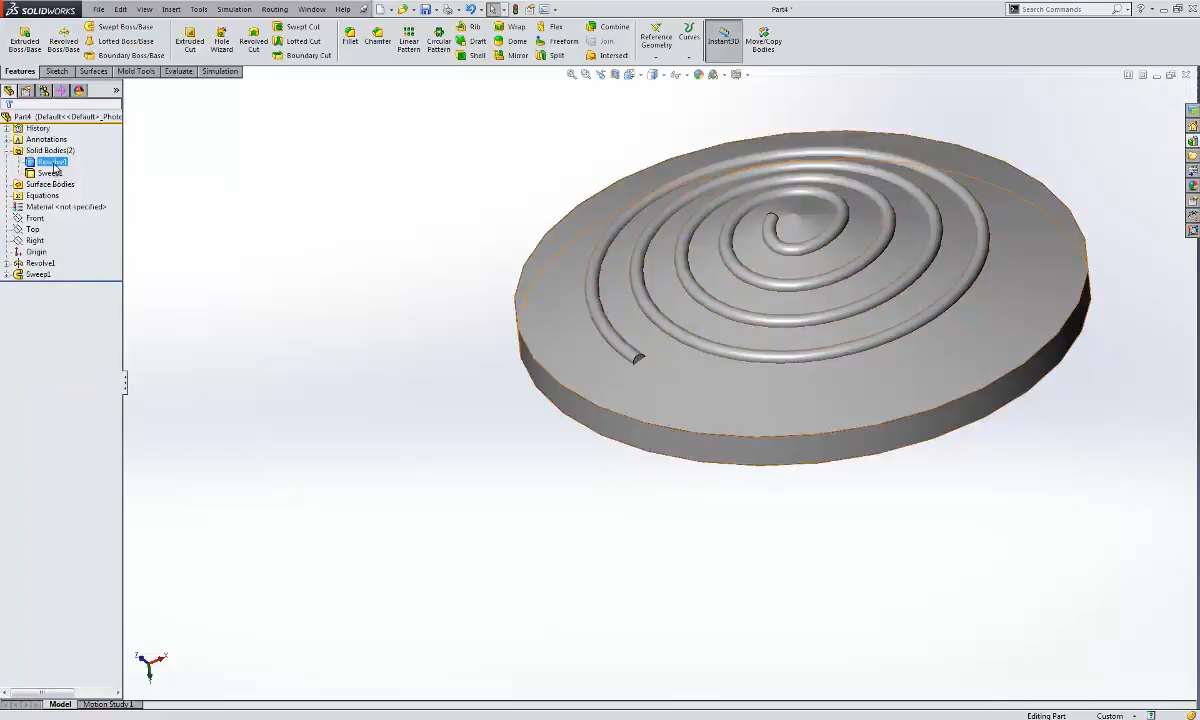 SOLIDWORKS File Edit View Insert Tools Simulation Routing Window Help Part4 * Search Commands
Extruded Boss/Base
Revolved Boss/Base
Swept Boss/Base
Lofted Boss/Base
Boundary Boss/Base
Extruded Cut
Hole Wizard
Revolved Cut
Swept Cut
Lofted Cut
Boundary Cut
Fillet
Chamfer
Linear Pattern
Circular Pattern
Rib
Draft
Shell
Wrap
Dome
Mirror
Flex
Freeform
Split
Combine
Join
Intersect
Reference Geometry
Curves
Instant3D
Move/Copy Bodies
Features Sketch Surfaces Mold Tools Evaluate Simulation
Part4 (Default<<Default>_Photo
History
Annotations
Solid Bodies(2)
Revolve1
Sweep1
Surface Bodies
Equations
Material <not specified>
Front
Top
Right
Origin
Revolve1
Sweep1
Model Motion Study 1
Editing Part Custom